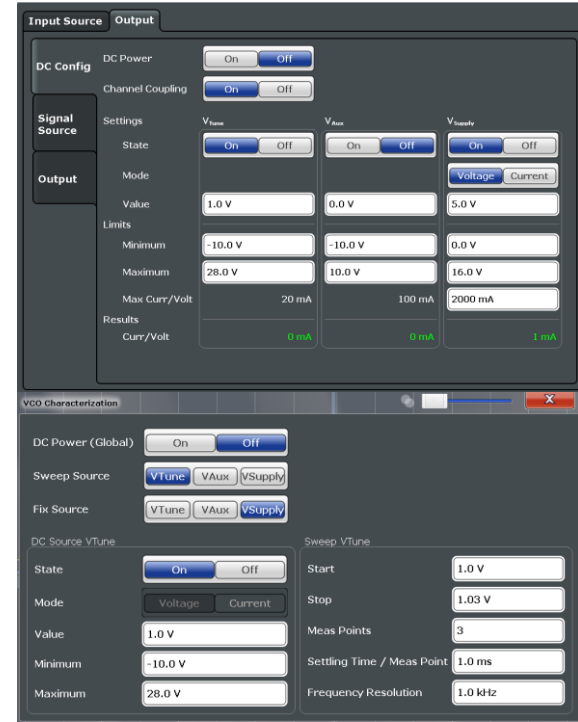 Input Source Output
DC Config
DC Power On Off
Channel Coupling On Off
Signal Source
Settings VTune VAux VSupply
State On Off On Off On Off
Output
Mode Voltage Current
Value 1.0 V 0.0 V 5.0 V
Limits
Minimum -10.0 V -10.0 V 0.0 V
Maximum 28.0 V 10.0 V 16.0 V
Max Curr/Volt 20 mA 100 mA 2000 mA
Results
Curr/Volt 0 mA 0 mA 1 mA
VCO Characterization X
DC Power (Global) On Off
Sweep Source VTune VAux VSupply
Fix Source VTune VAux VSupply
DC Source VTune Sweep VTune
State On Off Start 1.0 V
Mode Voltage Current Stop 1.03 V
Value 1.0 V Meas Points 3
Minimum -10.0 V Settling Time / Meas Point 1.0 ms
Maximum 28.0 V Frequency Resolution 1.0 kHz